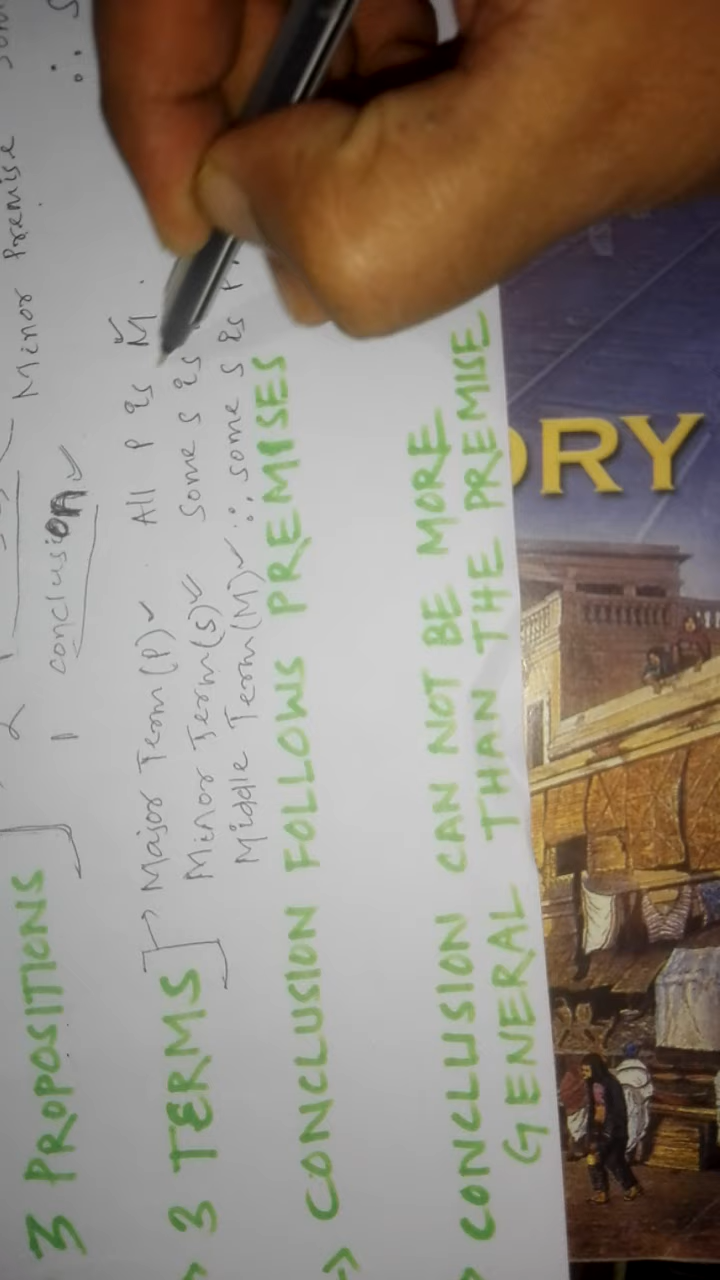 3 PROPOSITIONS
1 conclusion
Minor Premise
∴ S
→ 3 TERMS
→ Major Term (P) ✓ All P is M.
Minor Term (S) ✓ Some S is
Middle Term (M) ✓ ∴ Some S is P.
→ CONCLUSION FOLLOWS PREMISES
→ CONCLUSION CAN NOT BE MORE
GENERAL THAN THE PREMISE
ORY